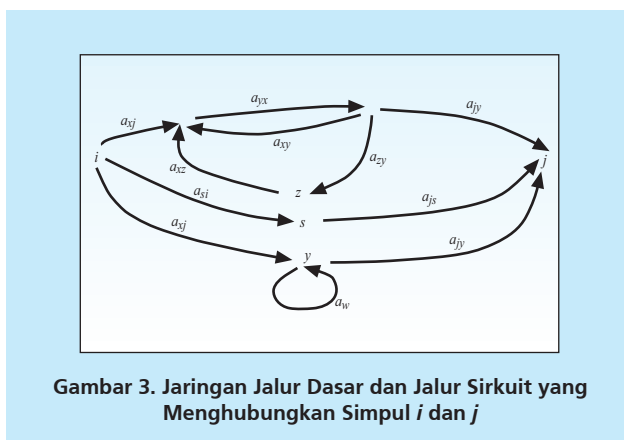 a_yx
a_jy
a_xj
a_xy
i
j
a_xz
a_zy
a_si
z
a_js
s
a_xj
a_jy
y
a_w
Gambar 3. Jaringan Jalur Dasar dan Jalur Sirkuit yang
Menghubungkan Simpul i dan j